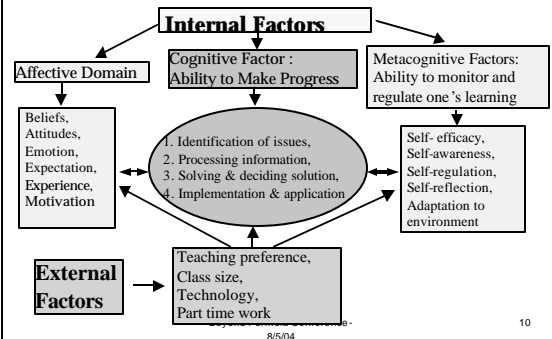 Internal Factors
Affective Domain
Cognitive Factor :
Ability to Make Progress
Metacognitive Factors:
Ability to monitor and
regulate one's learning
Beliefs,
Attitudes,
Emotion,
Expectation,
Experience,
Motivation
1. Identification of issues,
2. Processing information,
3. Solving & deciding solution,
4. Implementation & application
Self- efficacy,
Self-awareness,
Self-regulation,
Self-reflection,
Adaptation to
environment
External
Factors
Teaching preference,
Class size,
Technology,
Part time work
Conference -
8/5/04
10